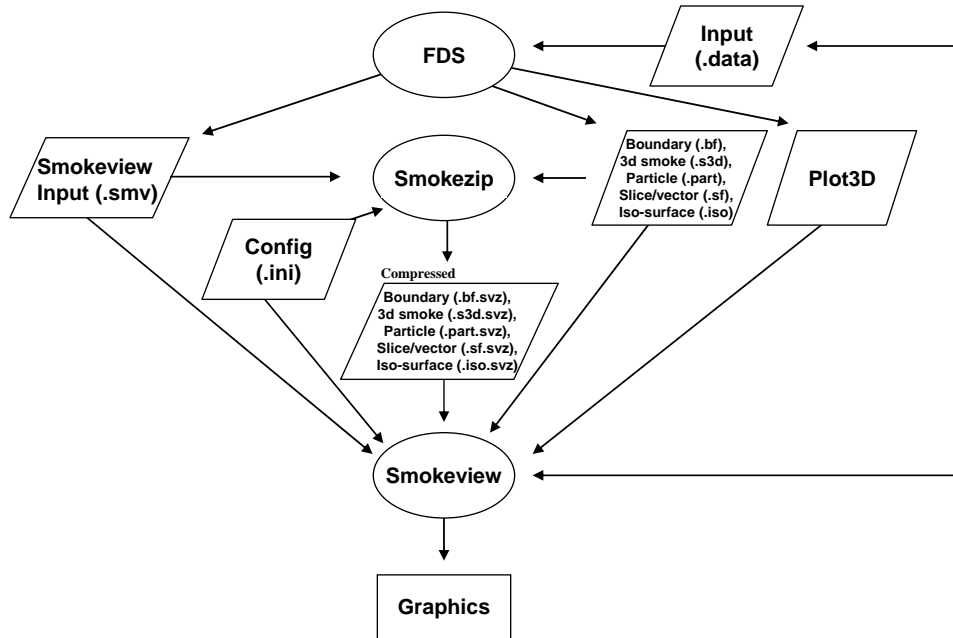 Input
(.data)
FDS
Smokeview
Input (.smv)
Smokezip
Boundary (.bf),
3d smoke (.s3d),
Particle (.part),
Slice/vector (.sf),
Iso-surface (.iso)
Plot3D
Config
(.ini)
Compressed
Boundary (.bf.svz),
3d smoke (.s3d.svz),
Particle (.part.svz),
Slice/vector (.sf.svz),
Iso-surface (.iso.svz)
Smokeview
Graphics